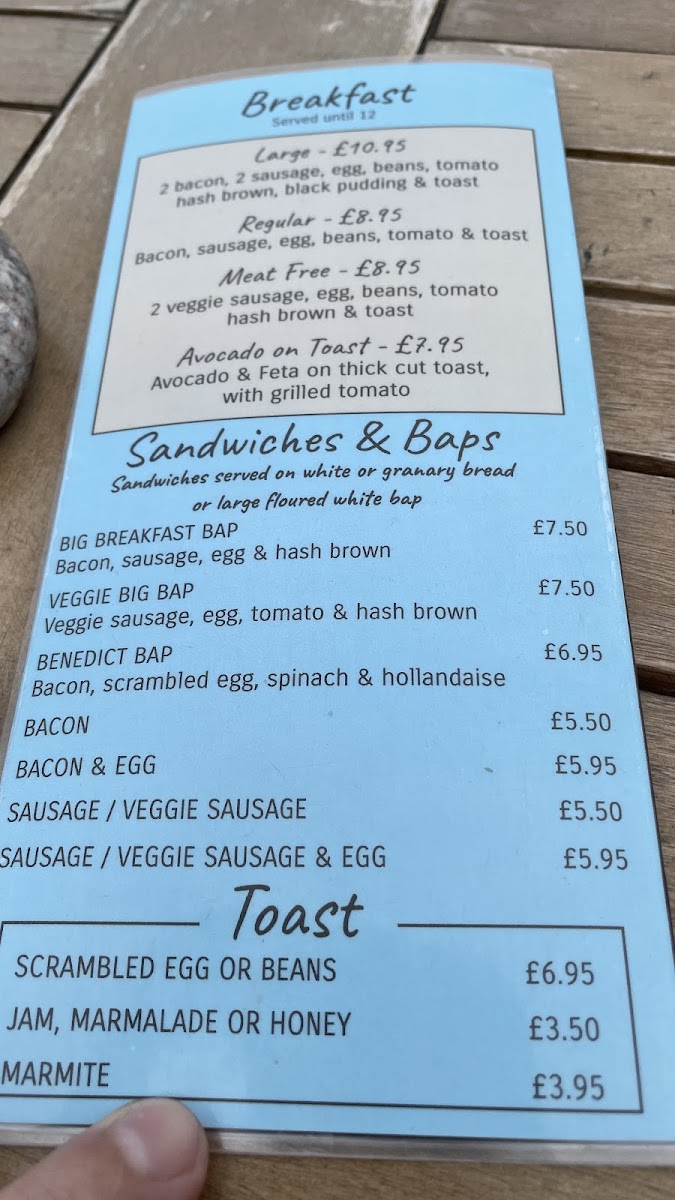 Breakfast
Served until 12
Large - £10.95
2 bacon, 2 sausage, egg, beans, tomato
hash brown, black pudding & toast
Regular - £8.95
Bacon, sausage, egg, beans, tomato & toast
Meat Free - £8.95
2 veggie sausage, egg, beans, tomato
hash brown & toast
Avocado on Toast - £7.95
Avocado & Feta on thick cut toast,
with grilled tomato
Sandwiches & Baps
Sandwiches served on white or granary bread
or large floured white bap
BIG BREAKFAST BAP £7.50
Bacon, sausage, egg & hash brown
VEGGIE BIG BAP £7.50
Veggie sausage, egg, tomato & hash brown
BENEDICT BAP £6.95
Bacon, scrambled egg, spinach & hollandaise
BACON £5.50
BACON & EGG £5.95
SAUSAGE / VEGGIE SAUSAGE £5.50
SAUSAGE / VEGGIE SAUSAGE & EGG £5.95
Toast
SCRAMBLED EGG OR BEANS £6.95
JAM, MARMALADE OR HONEY £3.50
MARMITE £3.95